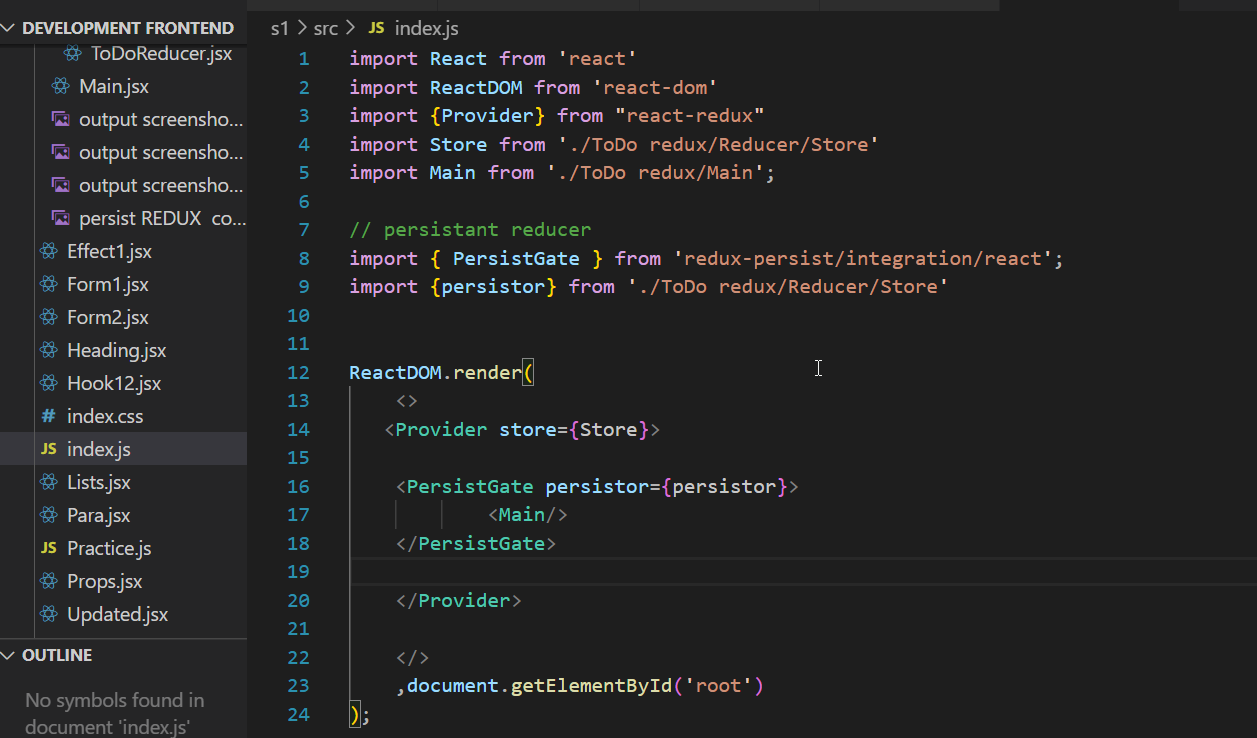 DEVELOPMENT FRONTEND
ToDoReducer.jsx
Main.jsx
output screensho...
output screensho...
output screensho...
persist REDUX co...
Effect1.jsx
Form1.jsx
Form2.jsx
Heading.jsx
Hook12.jsx
# index.css
JS index.js
Lists.jsx
Para.jsx
JS Practice.js
Props.jsx
Updated.jsx
OUTLINE
No symbols found in
document 'index.js'
s1 > src > JS index.js
1 import React from 'react'
2 import ReactDOM from 'react-dom'
3 import {Provider} from "react-redux"
4 import Store from './ToDo redux/Reducer/Store'
5 import Main from './ToDo redux/Main';
6
7 // persistant reducer
8 import { PersistGate } from 'redux-persist/integration/react';
9 import {persistor} from './ToDo redux/Reducer/Store'
10
11
12 ReactDOM.render(
13 <>
14 <Provider store={Store}>
15
16 <PersistGate persistor={persistor}>
17 <Main/>
18 </PersistGate>
19
20 </Provider>
21
22 </>
23 ,document.getElementById('root')
24 );